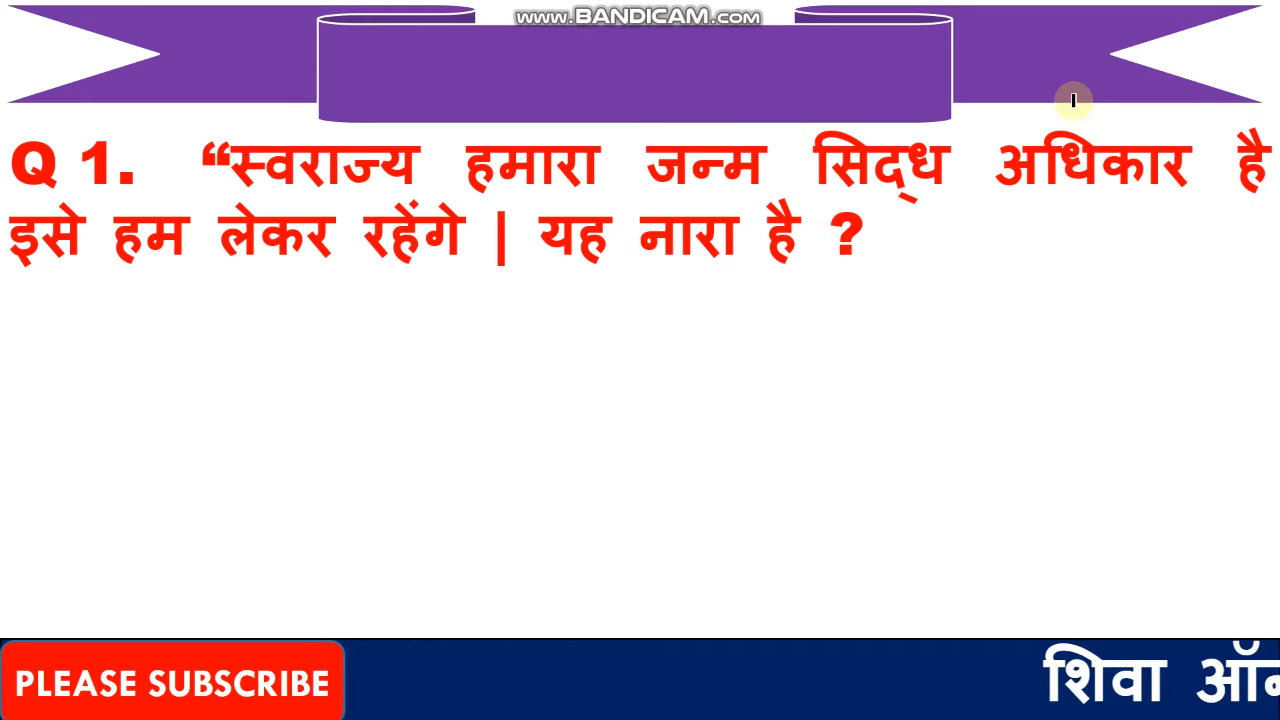 www.BANDICAM.com
Q 1. “स्वराज्य हमारा जन्म सिद्ध अधिकार है
इसे हम लेकर रहेंगे | यह नारा है ?
PLEASE SUBSCRIBE
शिवा